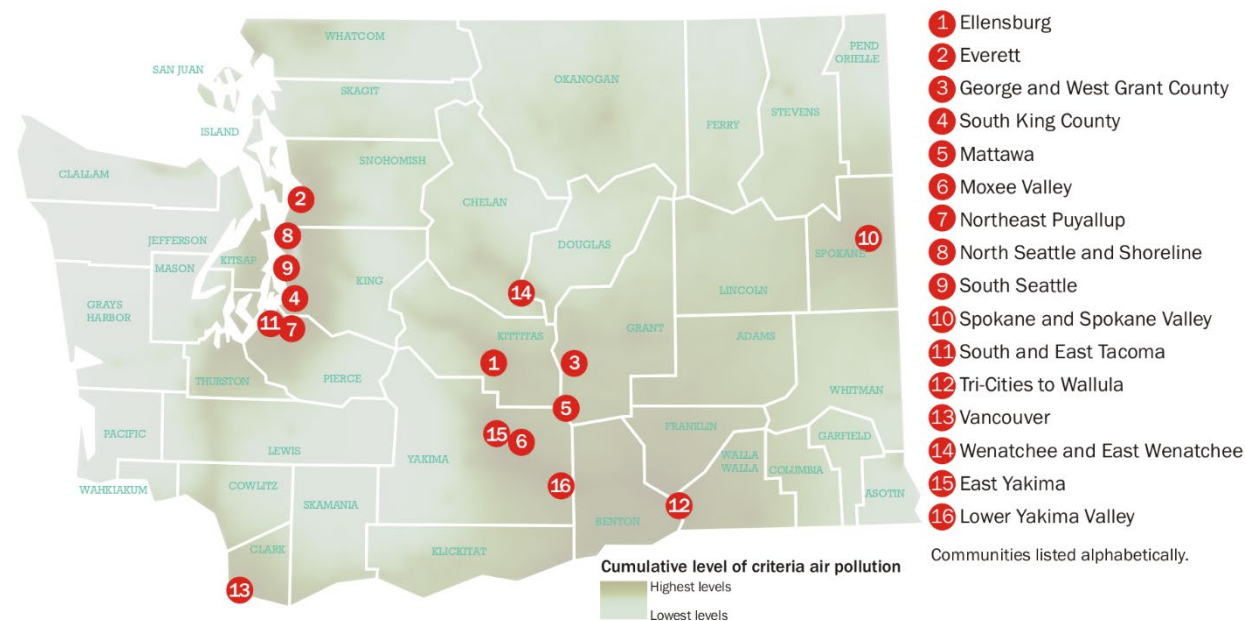 WHATCOM
SAN JUAN
SKAGIT
ISLAND
CLALLAM
SNOHOMISH
JEFFERSON
KITSAP
MASON
GRAYS
HARBOR
KING
CHELAN
DOUGLAS
OKANOGAN
FERRY
STEVENS
PEND
ORIELLE
SPOKANE
LINCOLN
GRANT
ADAMS
WHITMAN
KITTITAS
THURSTON
PIERCE
PACIFIC
LEWIS
WAHKIAKUM
COWLITZ
SKAMANIA
CLARK
YAKIMA
KLICKITAT
BENTON
FRANKLIN
WALLA
WALLA
COLUMBIA
GARFIELD
ASOTIN
2
8
9
4
11
7
14
1
3
5
15
6
16
12
10
13
Cumulative level of criteria air pollution
Highest levels
Lowest levels
1 Ellensburg
2 Everett
3 George and West Grant County
4 South King County
5 Mattawa
6 Moxee Valley
7 Northeast Puyallup
8 North Seattle and Shoreline
9 South Seattle
10 Spokane and Spokane Valley
11 South and East Tacoma
12 Tri-Cities to Wallula
13 Vancouver
14 Wenatchee and East Wenatchee
15 East Yakima
16 Lower Yakima Valley
Communities listed alphabetically.